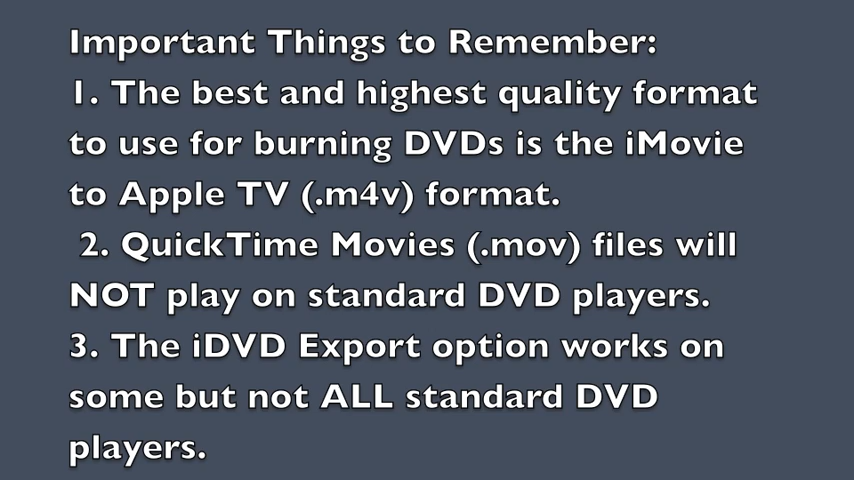 Important Things to Remember:
1. The best and highest quality format
to use for burning DVDs is the iMovie
to Apple TV (.m4v) format.
2. QuickTime Movies (.mov) files will
NOT play on standard DVD players.
3. The iDVD Export option works on
some but not ALL standard DVD
players.